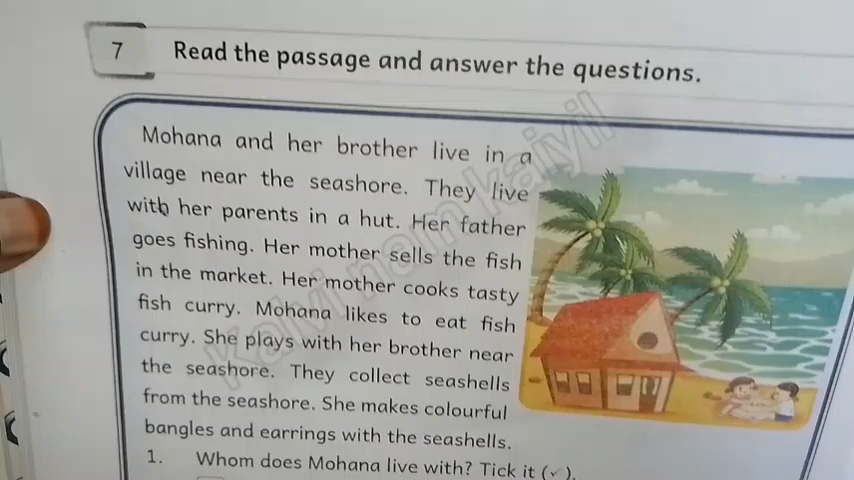 7 Read the passage and answer the questions.
Mohana and her brother live in a
village near the seashore. They live
with her parents in a hut. Her father
goes fishing. Her mother sells the fish
in the market. Her mother cooks tasty
fish curry. Mohana likes to eat fish
curry. She plays with her brother near
the seashore. They collect seashells
from the seashore. She makes colourful
bangles and earrings with the seashells.
1. Whom does Mohana live with? Tick it (✓).
Kalvi nam kaiyil